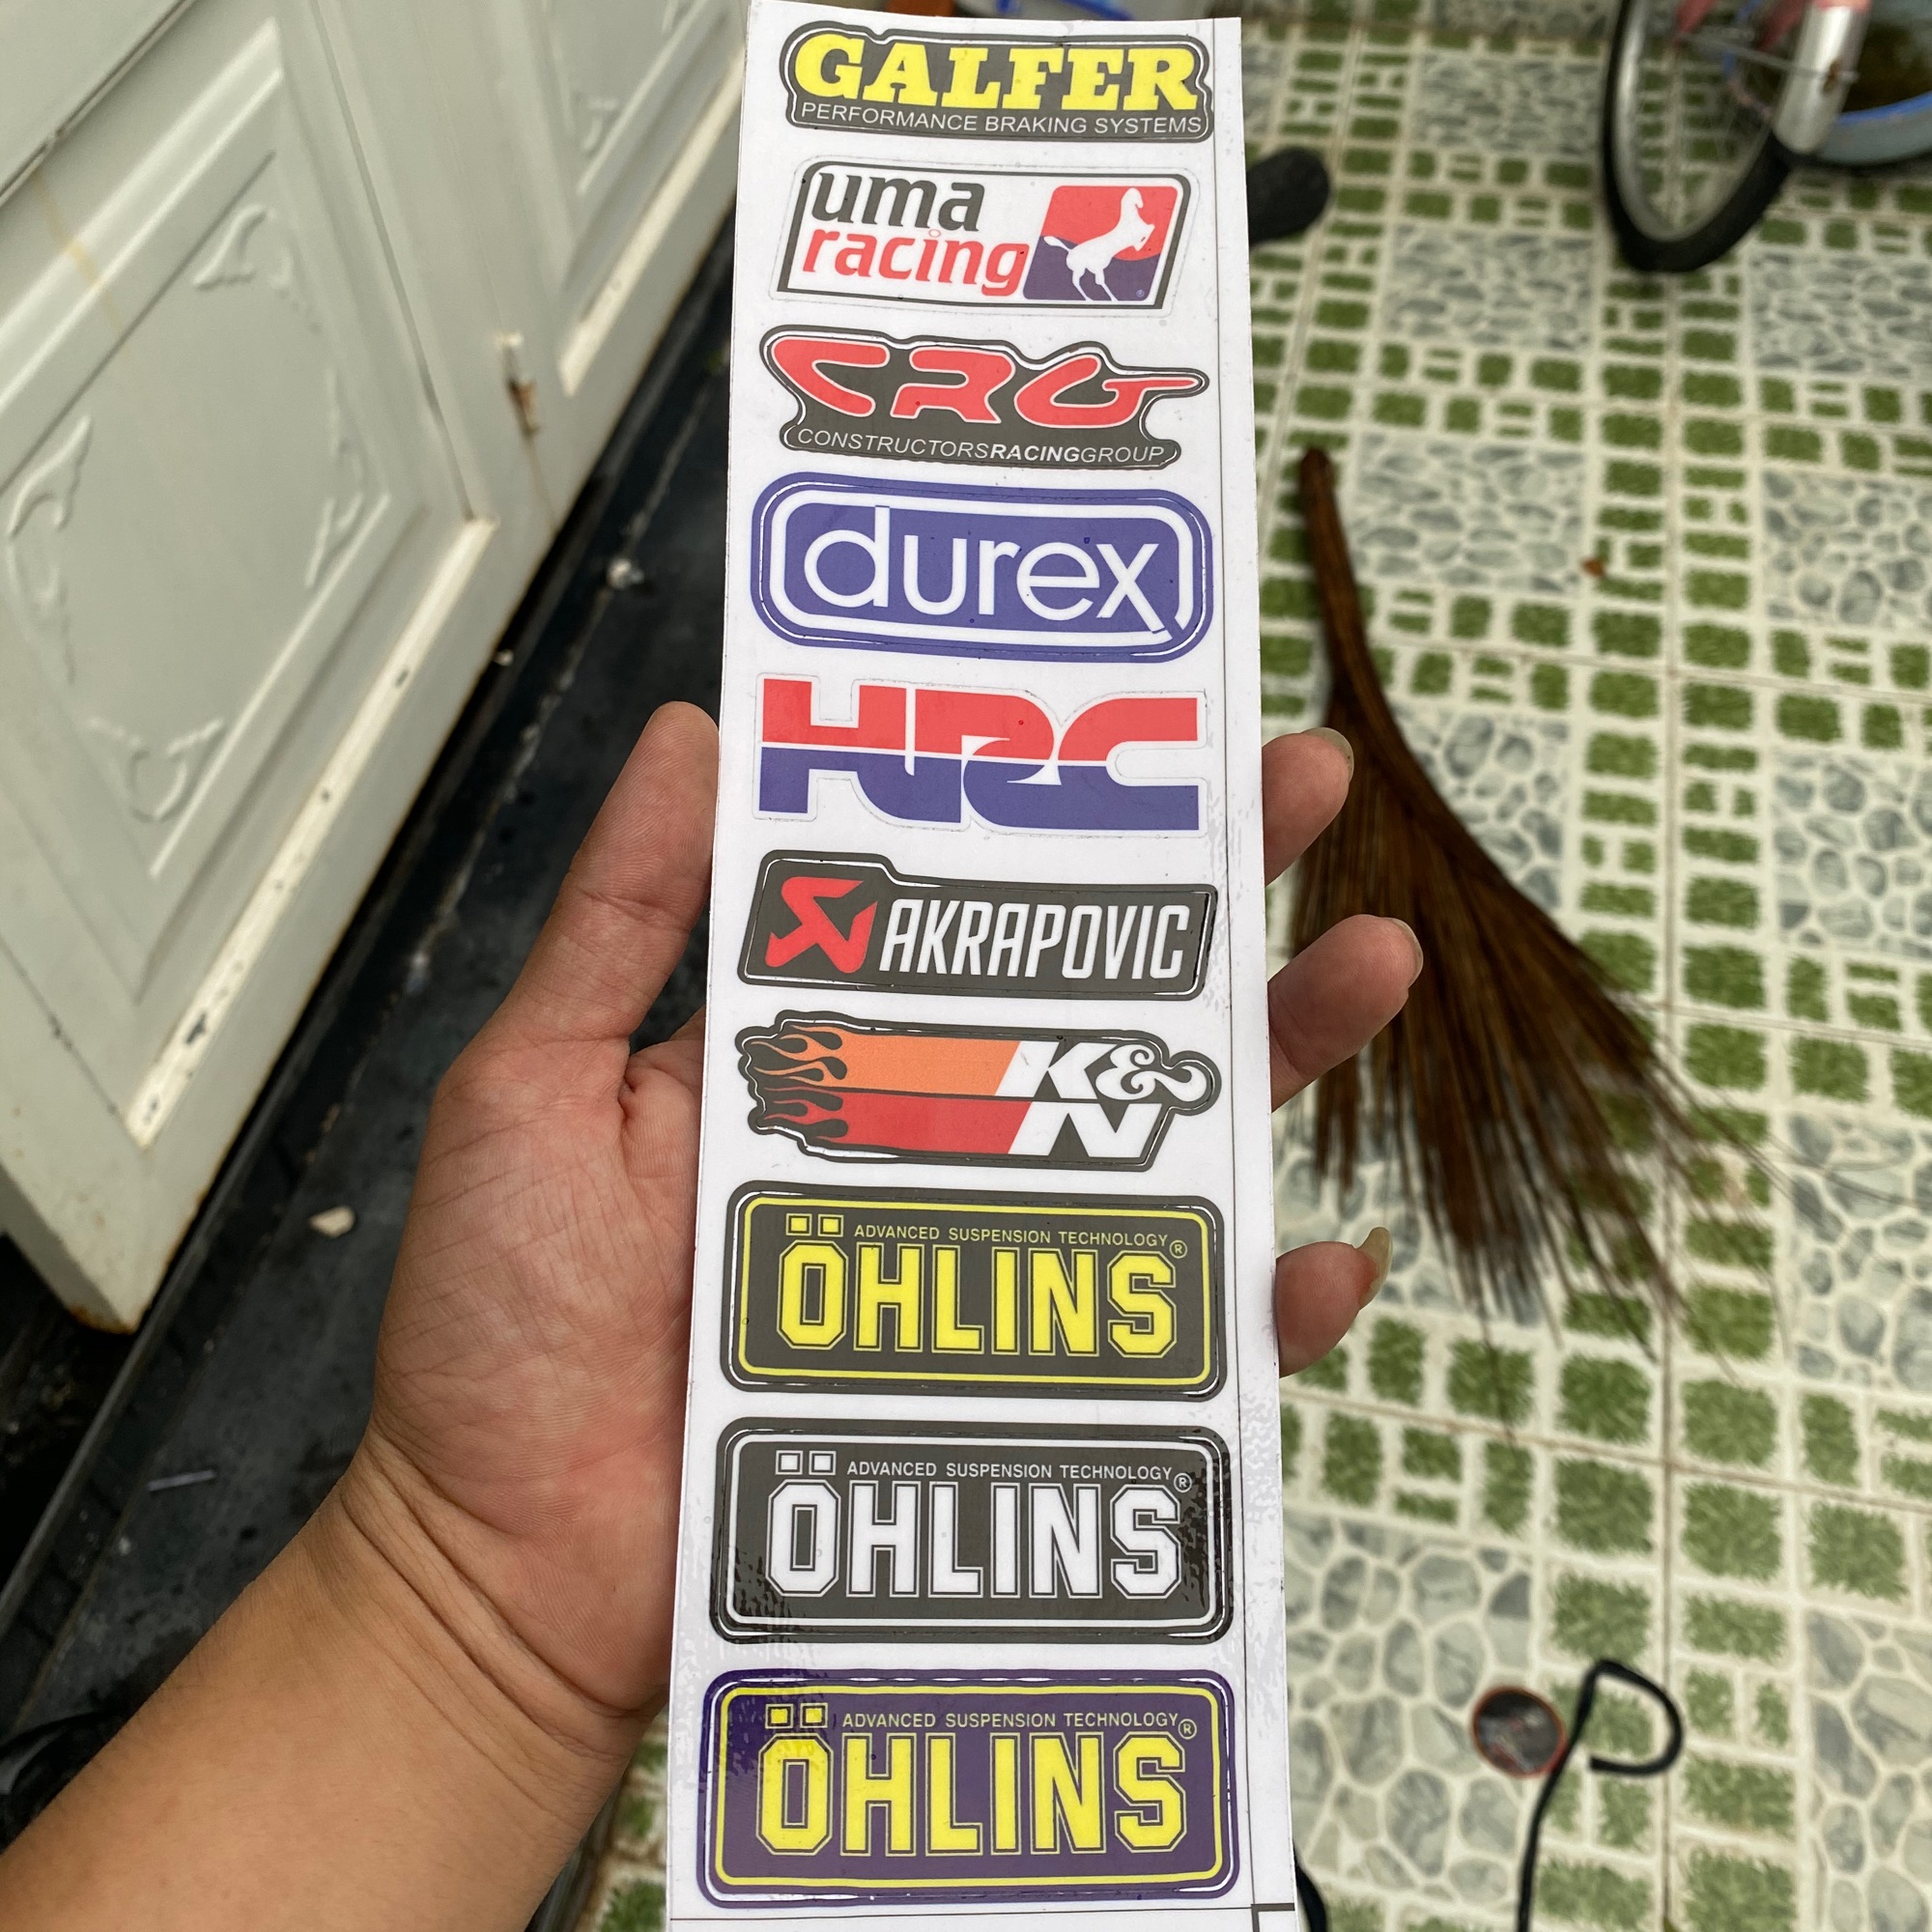 GALFER
PERFORMANCE BRAKING SYSTEMS
uma
racing
CRG
CONSTRUCTORSRACINGGROUP
durex
HRC
AKRAPOVIC
K&N
ADVANCED SUSPENSION TECHNOLOGY®
ÖHLINS
ADVANCED SUSPENSION TECHNOLOGY®
ÖHLINS
ADVANCED SUSPENSION TECHNOLOGY®
ÖHLINS